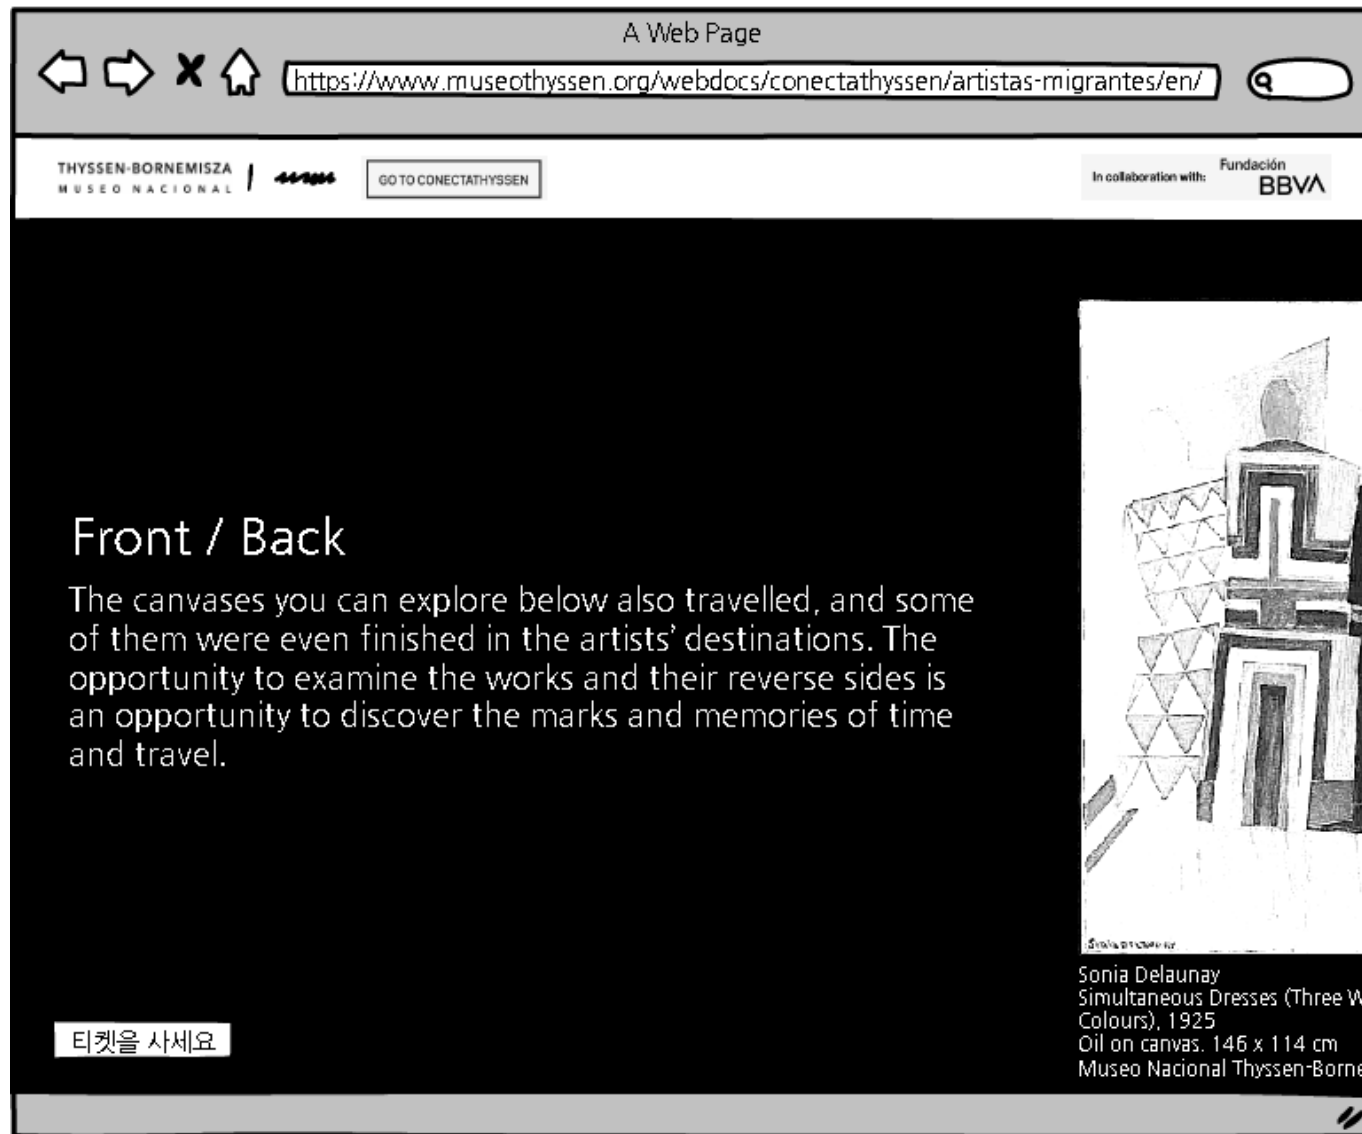 A Web Page
https://www.museothyssen.org/webdocs/conectathyssen/artistas-migrantes/en/
THYSSEN-BORNEMISZA
MUSEO NACIONAL
GO TO CONECTATHYSSEN
In collaboration with:
Fundación
BBVA
Front / Back
The canvases you can explore below also travelled, and some
of them were even finished in the artists’ destinations. The
opportunity to examine the works and their reverse sides is
an opportunity to discover the marks and memories of time
and travel.
티켓을 사세요
Sonia Delaunay
Simultaneous Dresses (Three W
Colours), 1925
Oil on canvas. 146 x 114 cm
Museo Nacional Thyssen-Borne